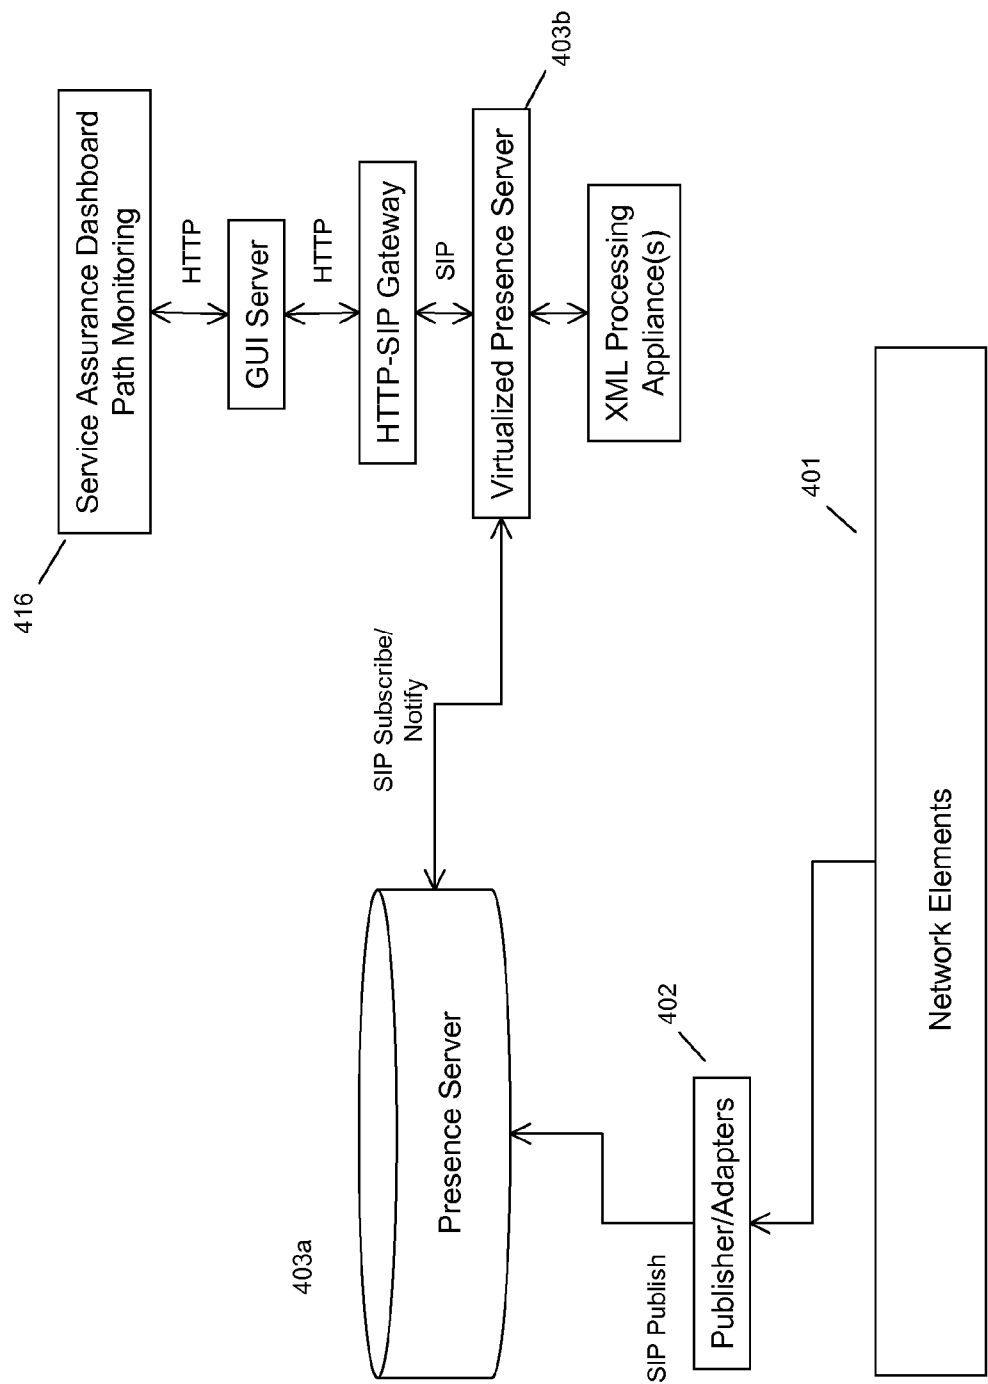 416
Service Assurance Dashboard
Path Monitoring
HTTP
GUI Server
HTTP
HTTP-SIP Gateway
SIP
Virtualized Presence Server
403b
XML Processing
Appliance(s)
SIP Subscribe/
Notify
403a
Presence Server
SIP Publish
402
Publisher/Adapters
401
Network Elements